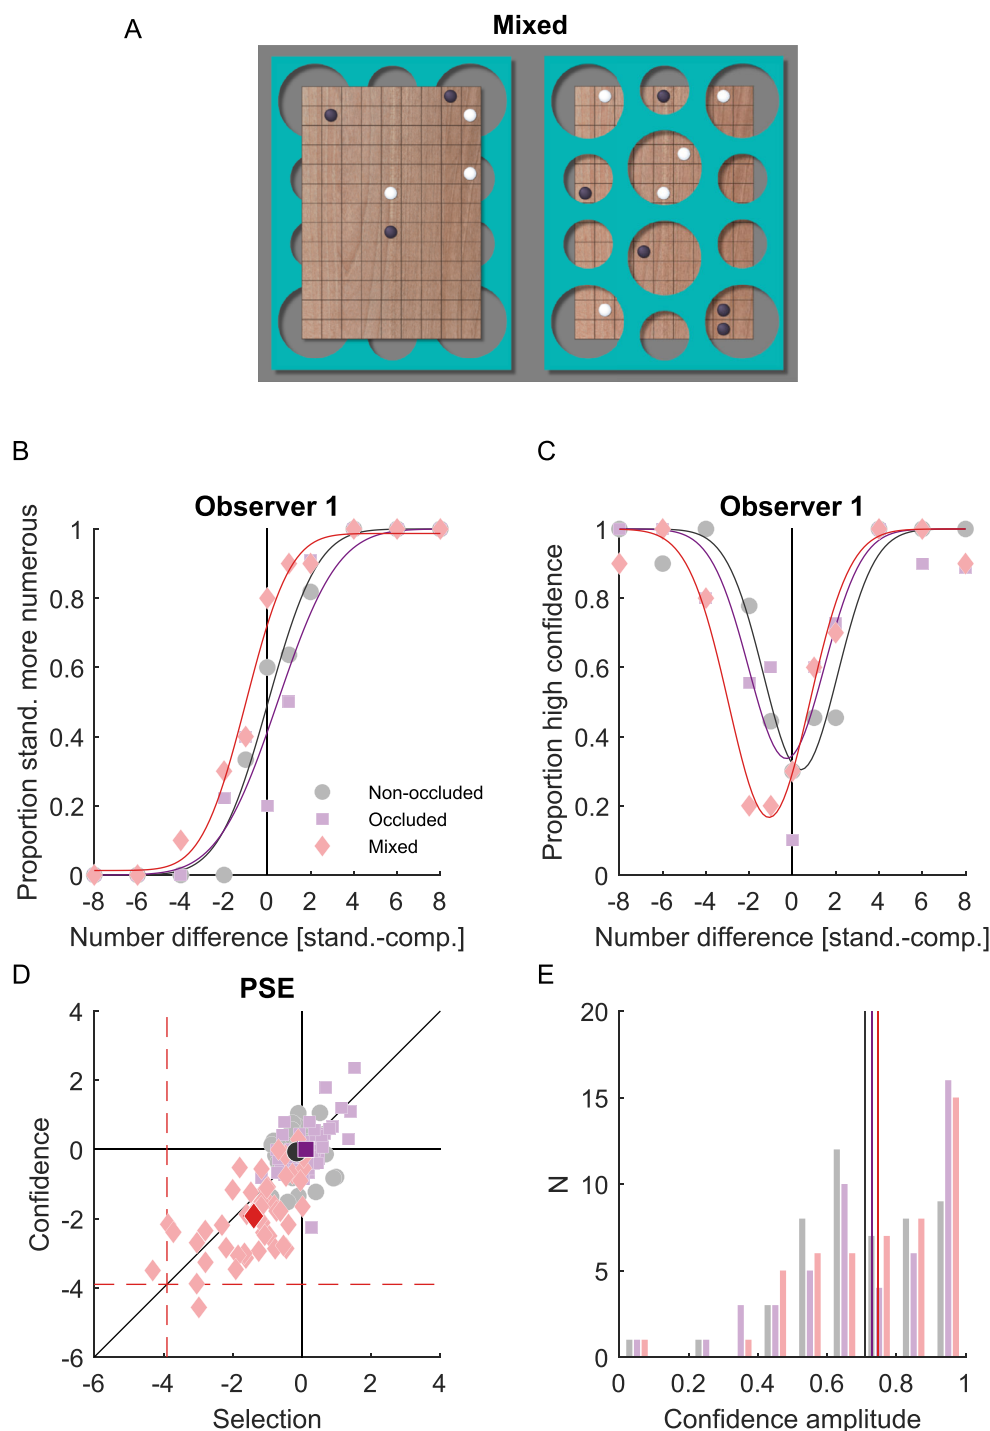 A
Mixed
B
C
Observer 1
Observer 1
Proportion stand. more numerous
1
0.8
0.6
0.4
0.2
0
-8 -6 -4 -2 0 2 4 6 8
Number difference [stand.-comp.]
Non-occluded
Occluded
Mixed
Proportion high confidence
1
0.8
0.6
0.4
0.2
0
-8 -6 -4 -2 0 2 4 6 8
Number difference [stand.-comp.]
D
PSE
E
Confidence
4
2
0
-2
-4
-6
-6 -4 -2 0 2 4
Selection
N
20
15
10
5
0
0 0.2 0.4 0.6 0.8 1
Confidence amplitude